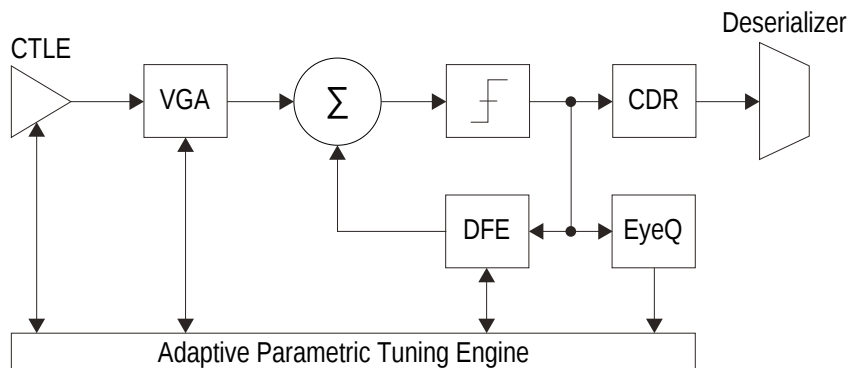 Deserializer
CTLE
VGA
Σ
CDR
DFE
EyeQ
Adaptive Parametric Tuning Engine